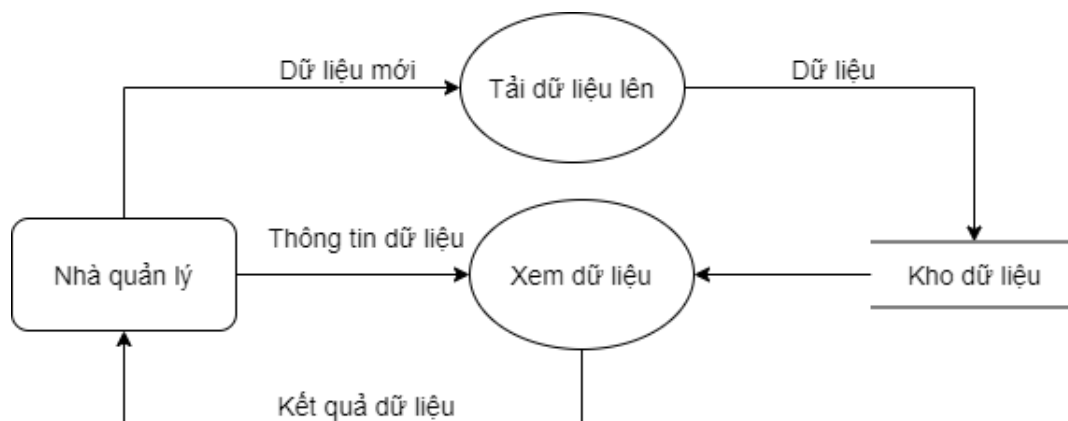 Dữ liệu mới
Tải dữ liệu lên
Dữ liệu
Thông tin dữ liệu
Nhà quản lý
Xem dữ liệu
Kho dữ liệu
Kết quả dữ liệu